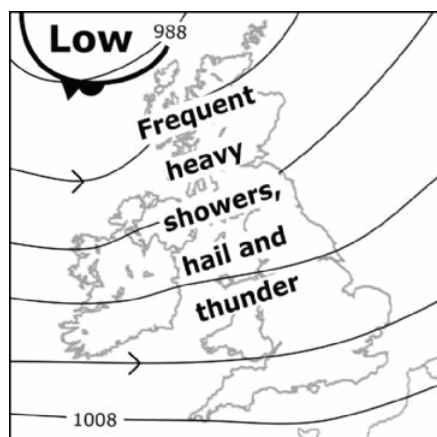 Low
988
Frequent
heavy
showers,
hail and
thunder
1008